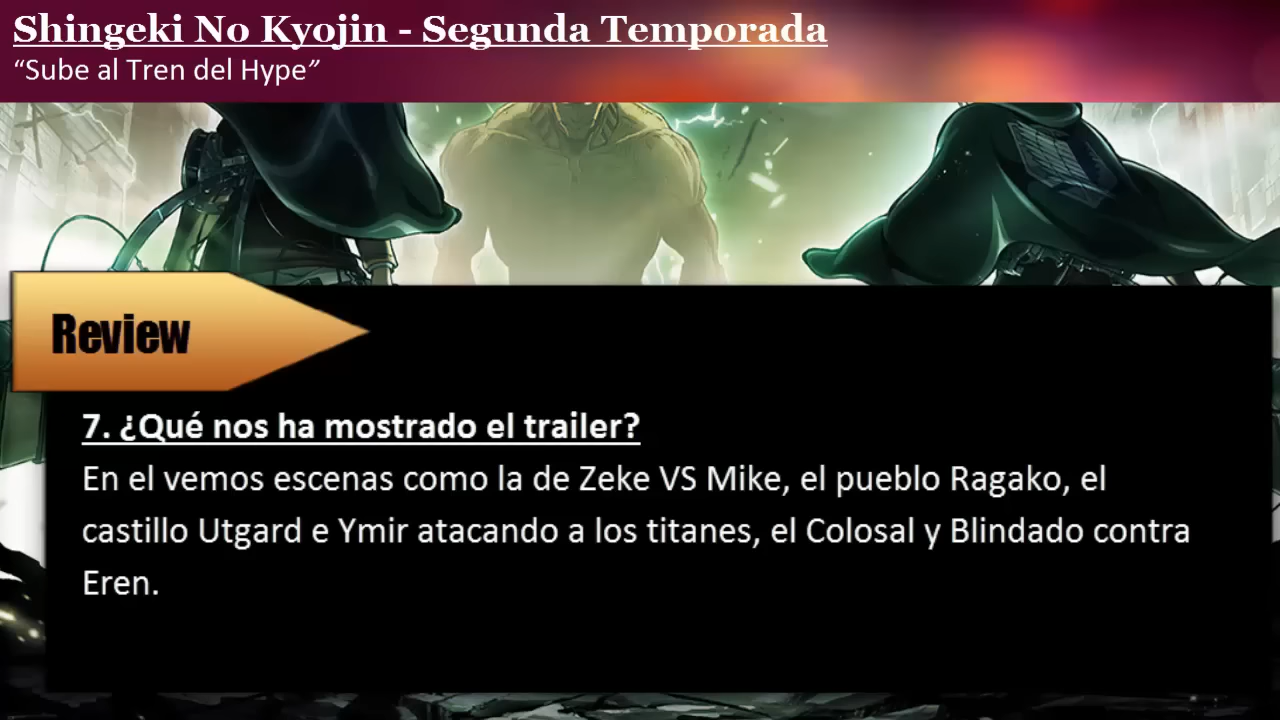 Shingeki No Kyojin - Segunda Temporada
“Sube al Tren del Hype”
Review
7. ¿Qué nos ha mostrado el trailer?
En el vemos escenas como la de Zeke VS Mike, el pueblo Ragako, el
castillo Utgard e Ymir atacando a los titanes, el Colosal y Blindado contra
Eren.